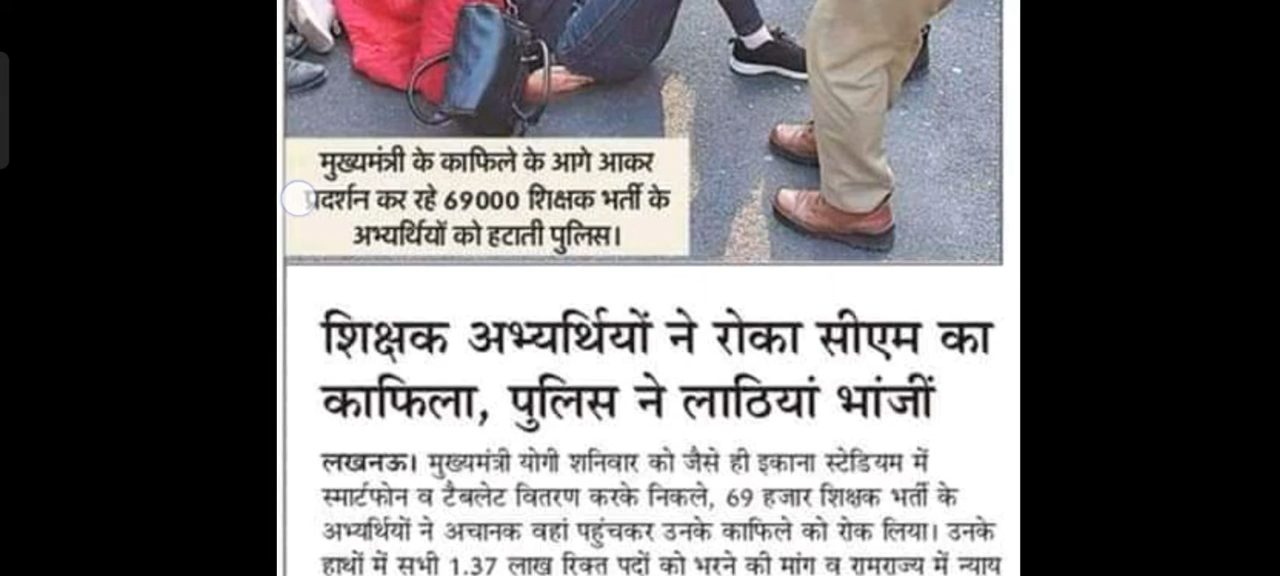 मुख्यमंत्री के काफिले के आगे आकर
प्रदर्शन कर रहे 69000 शिक्षक भर्ती के
अभ्यर्थियों को हटाती पुलिस।
शिक्षक अभ्यर्थियों ने रोका सीएम का
काफिला, पुलिस ने लाठियां भांजीं
लखनऊ। मुख्यमंत्री योगी शनिवार को जैसे ही इकाना स्टेडियम में
स्मार्टफोन व टैबलेट वितरण करके निकले, 69 हजार शिक्षक भर्ती के
अभ्यर्थियों ने अचानक वहां पहुंचकर उनके काफिले को रोक लिया। उनके
हाथों में सभी 1.37 लाख रिक्त पदों को भरने की मांग व रामराज्य में न्याय